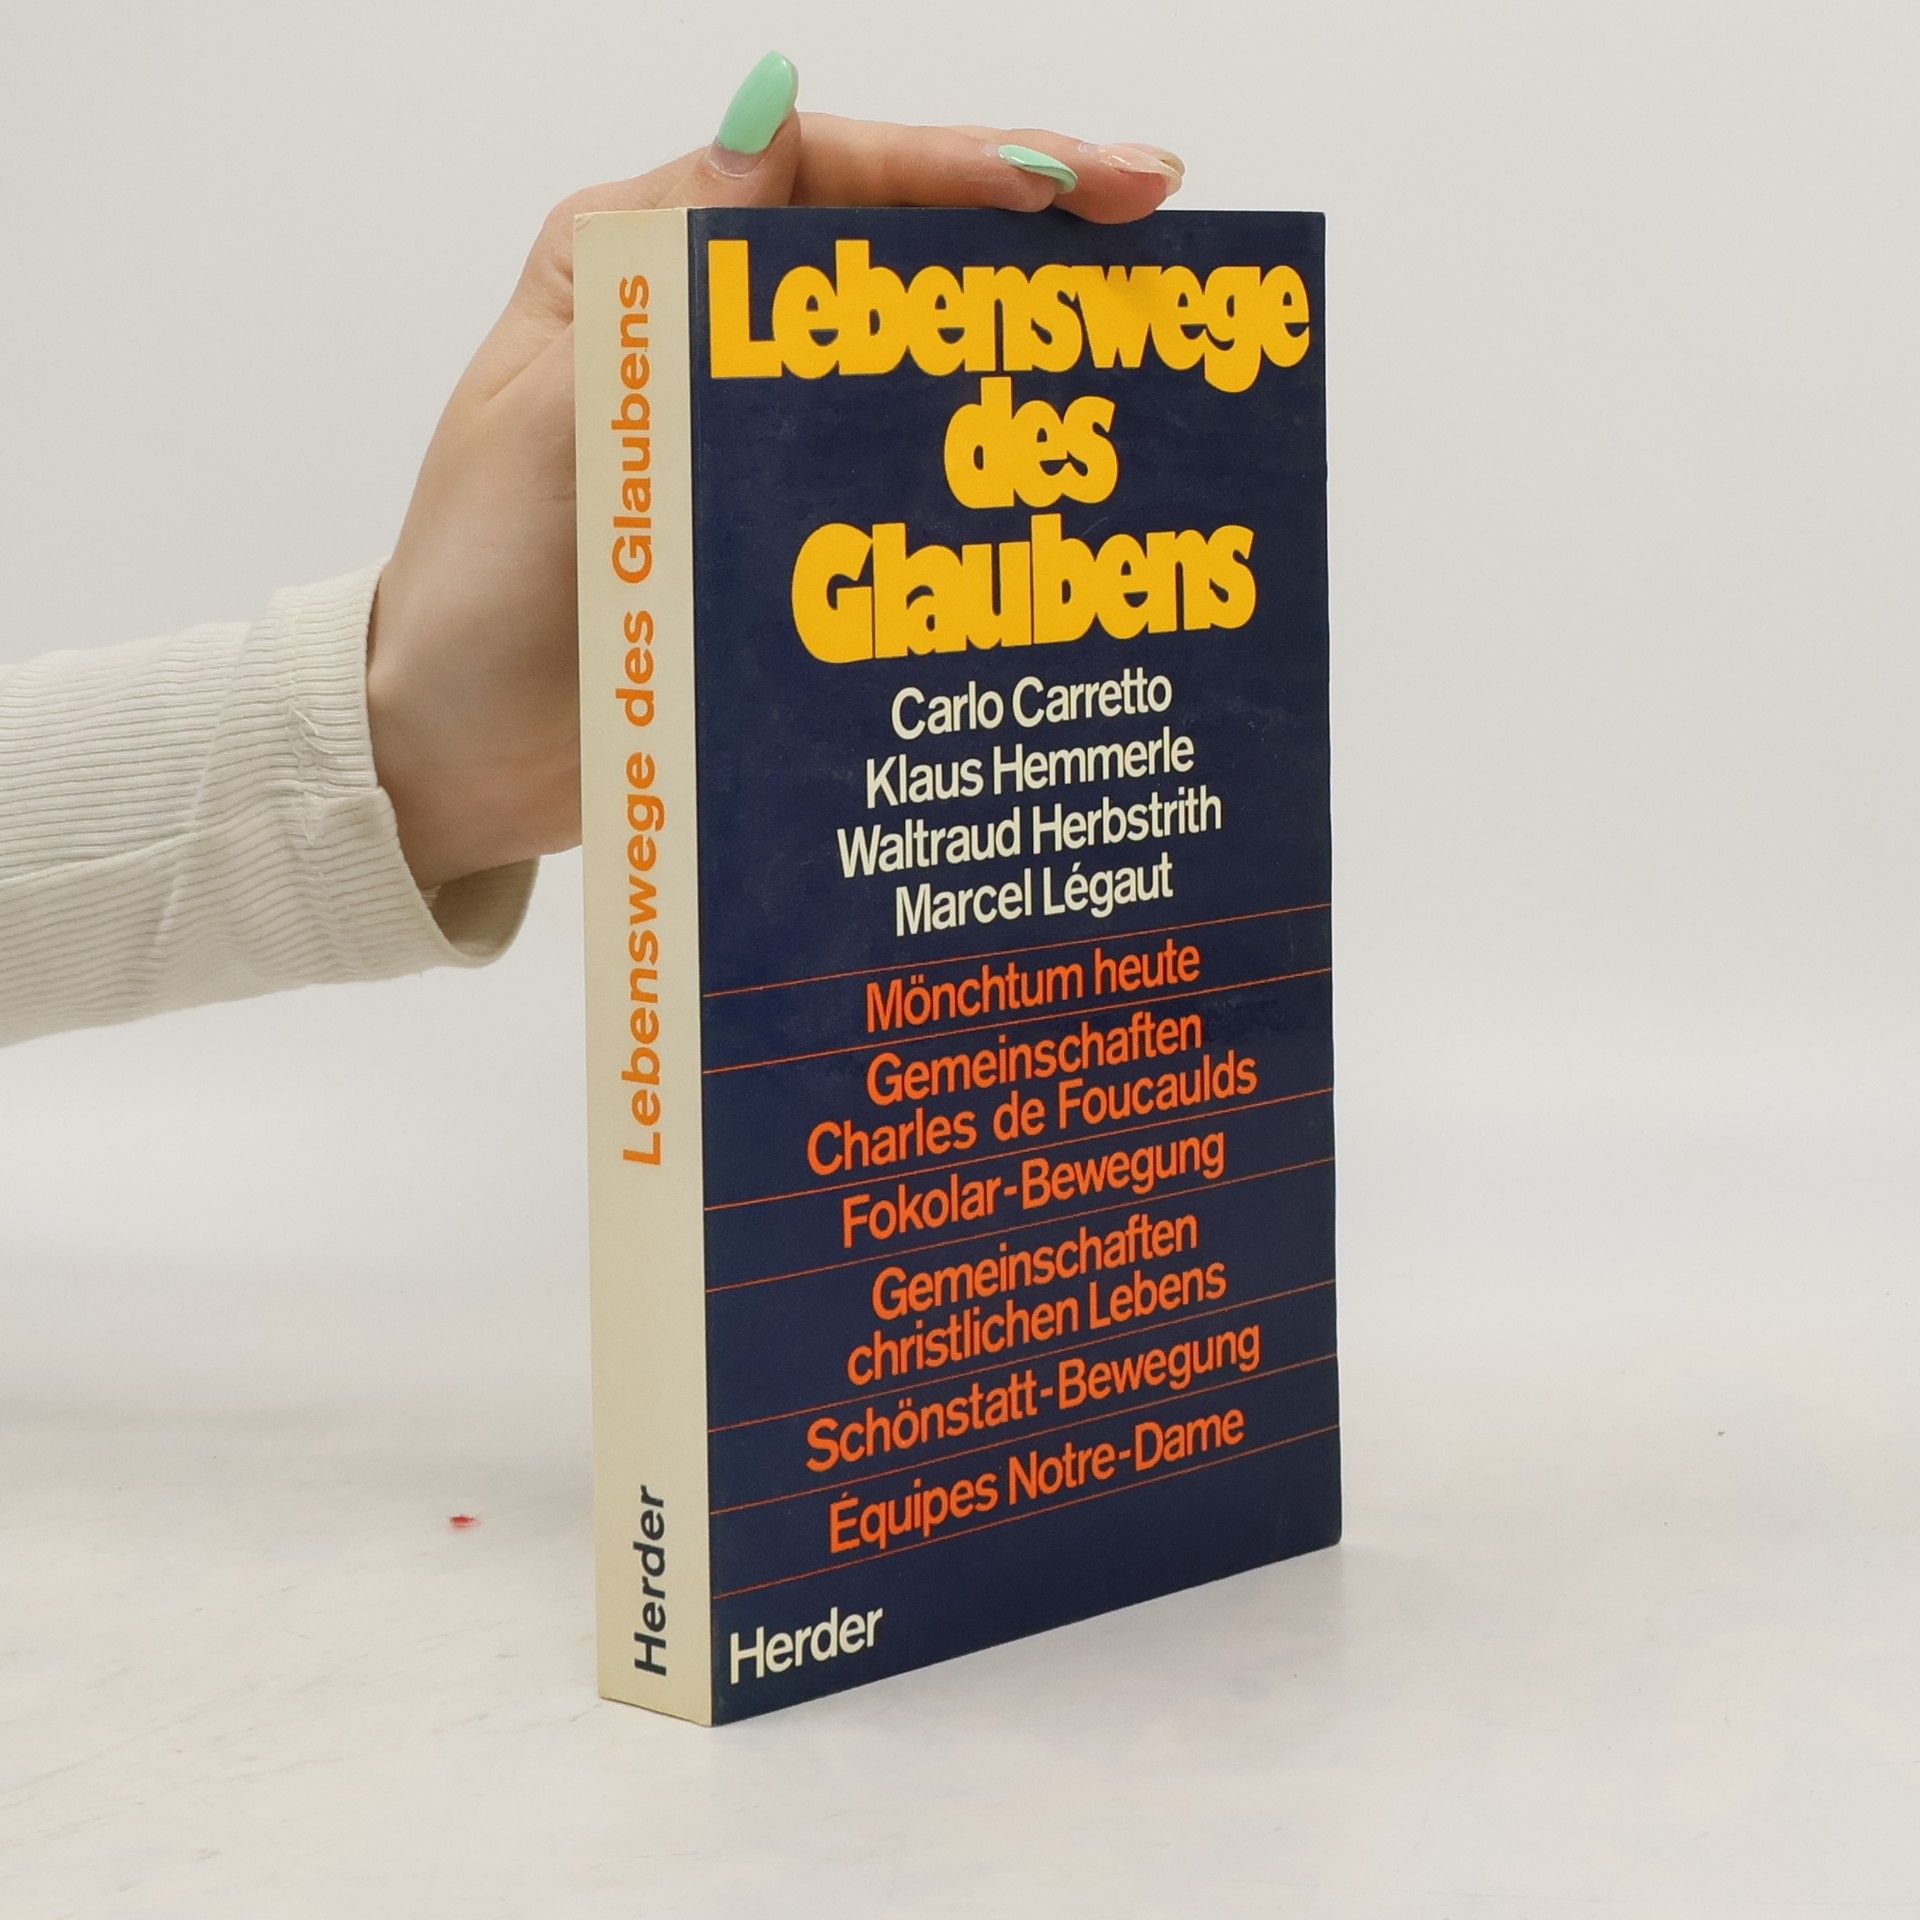 Lebenswege des Glaubens
Herder
Lebenswege
des
Glaubens
Carlo Carretto
Klaus Hemmerle
Waltraud Herbstrith
Marcel Légaut
Mönchtum heute
Gemeinschaften
Charles de Foucaulds
Fokolar-Bewegung
Gemeinschaften
christlichen Lebens
Schönstatt-Bewegung
Équipes Notre-Dame
Herder